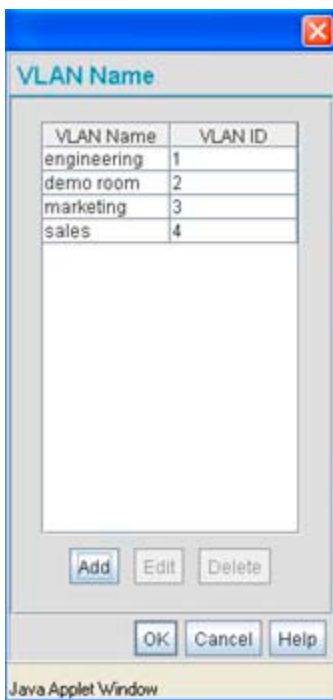 VLAN Name
VLAN Name VLAN ID
engineering 1
demo room 2
marketing 3
sales 4
Add Edit Delete
OK Cancel Help
Java Applet Window